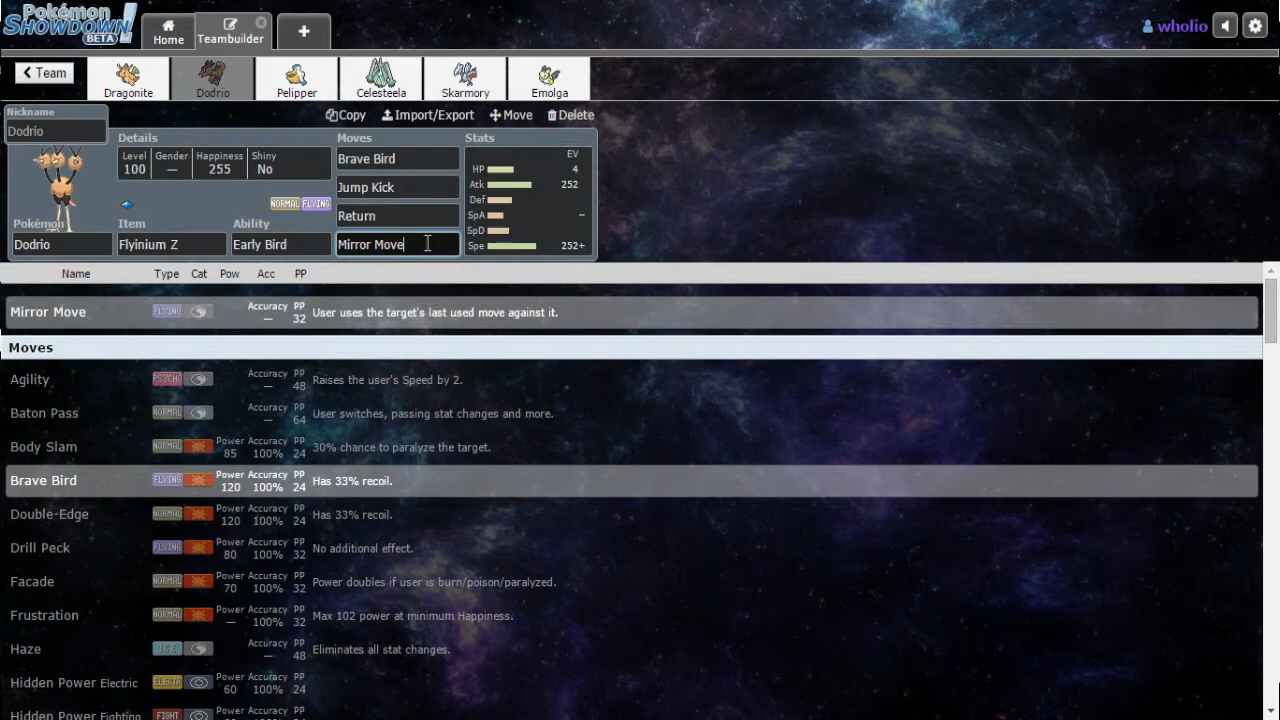 Pokémon
SHOWDOWN!
BETA
Home
Teambuilder
+
wholio
Team
Dragonite
Dodrio
Pelipper
Celesteela
Skarmory
Emolga
Copy
Import/Export
Move
Delete
Nickname
Dodrio
Details
Level
100
Gender
—
Happiness
255
Shiny
No
NORMAL
FLYING
Pokémon
Dodrio
Item
Flyinium Z
Ability
Early Bird
Moves
Brave Bird
Jump Kick
Return
Mirror Move
Stats
EV
HP 4
Atk 252
Def
SpA –
SpD
Spe 252+
Name Type Cat Pow Acc PP
Mirror Move FLYING Accuracy — PP 32 User uses the target's last used move against it.
Moves
Agility PSYCHC Accuracy — PP 48 Raises the user's Speed by 2.
Baton Pass NORMAL Accuracy — PP 64 User switches, passing stat changes and more.
Body Slam NORMAL Power 85 Accuracy 100% PP 24 30% chance to paralyze the target.
Brave Bird FLYING Power 120 Accuracy 100% PP 24 Has 33% recoil.
Double-Edge NORMAL Power 120 Accuracy 100% PP 24 Has 33% recoil.
Drill Peck FLYING Power 80 Accuracy 100% PP 32 No additional effect.
Facade NORMAL Power 70 Accuracy 100% PP 32 Power doubles if user is burn/poison/paralyzed.
Frustration NORMAL Power — Accuracy 100% PP 32 Max 102 power at minimum Happiness.
Haze ICE Accuracy — PP 48 Eliminates all stat changes.
Hidden Power Electric ELECTR Power 60 Accuracy 100% PP 24
Hidden Power Fighting FIGHT Power Accuracy PP